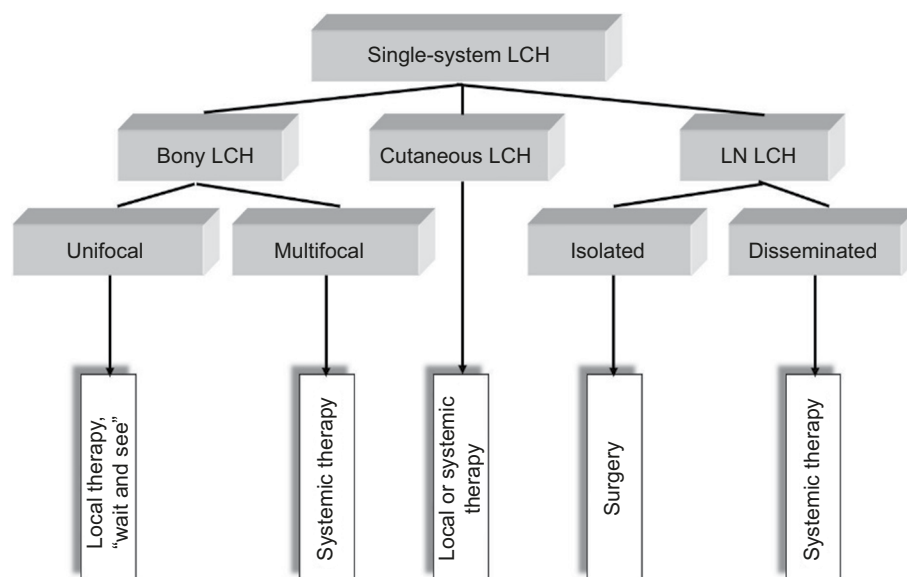 Single-system LCH
Bony LCH
Cutaneous LCH
LN LCH
Unifocal
Multifocal
Isolated
Disseminated
Local therapy,
“wait and see”
Systemic therapy
Local or systemic
therapy
Surgery
Systemic therapy